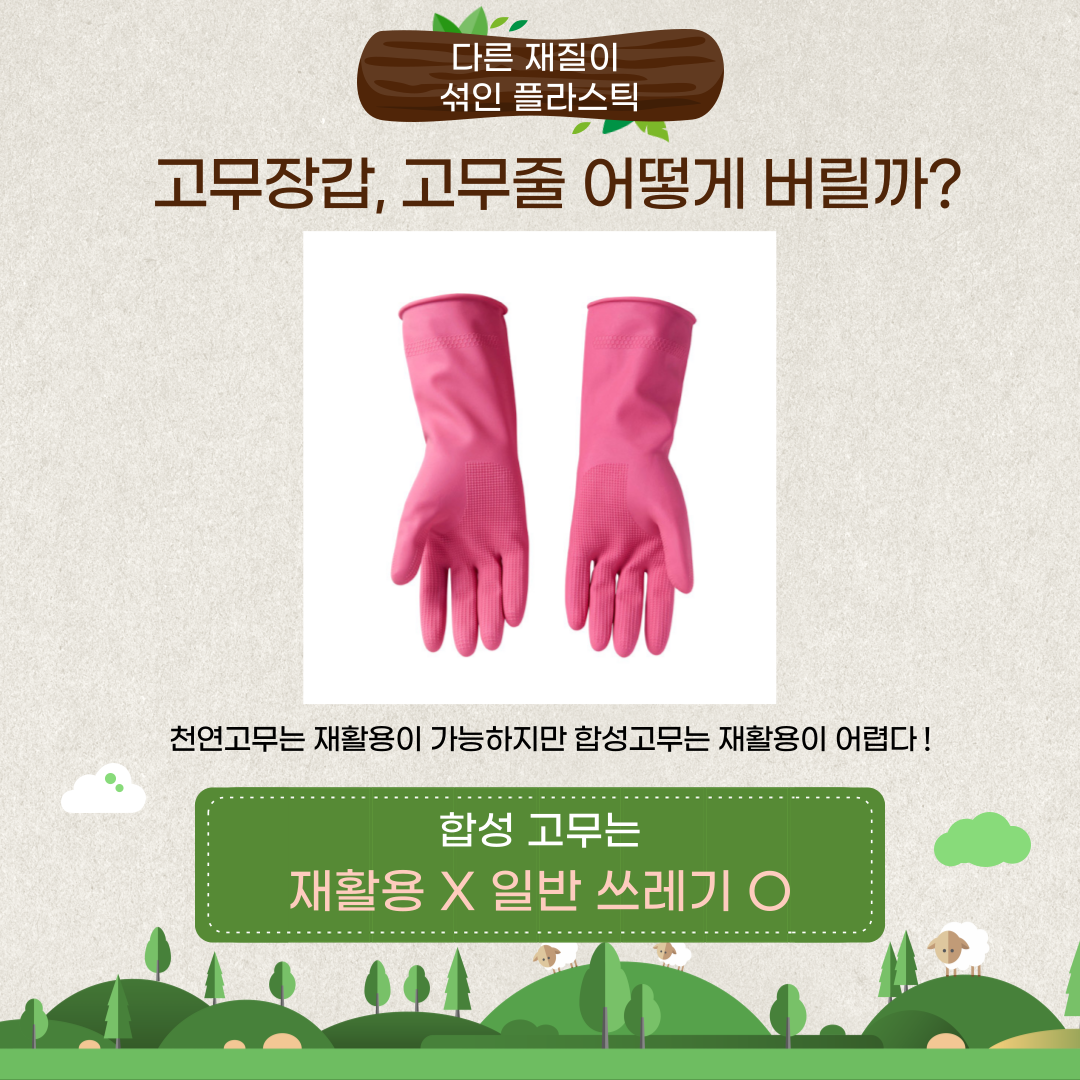 다른 재질이
섞인 플라스틱
고무장갑, 고무줄 어떻게 버릴까?
천연고무는 재활용이 가능하지만 합성고무는 재활용이 어렵다 !
합성 고무는
재활용 X 일반 쓰레기 O